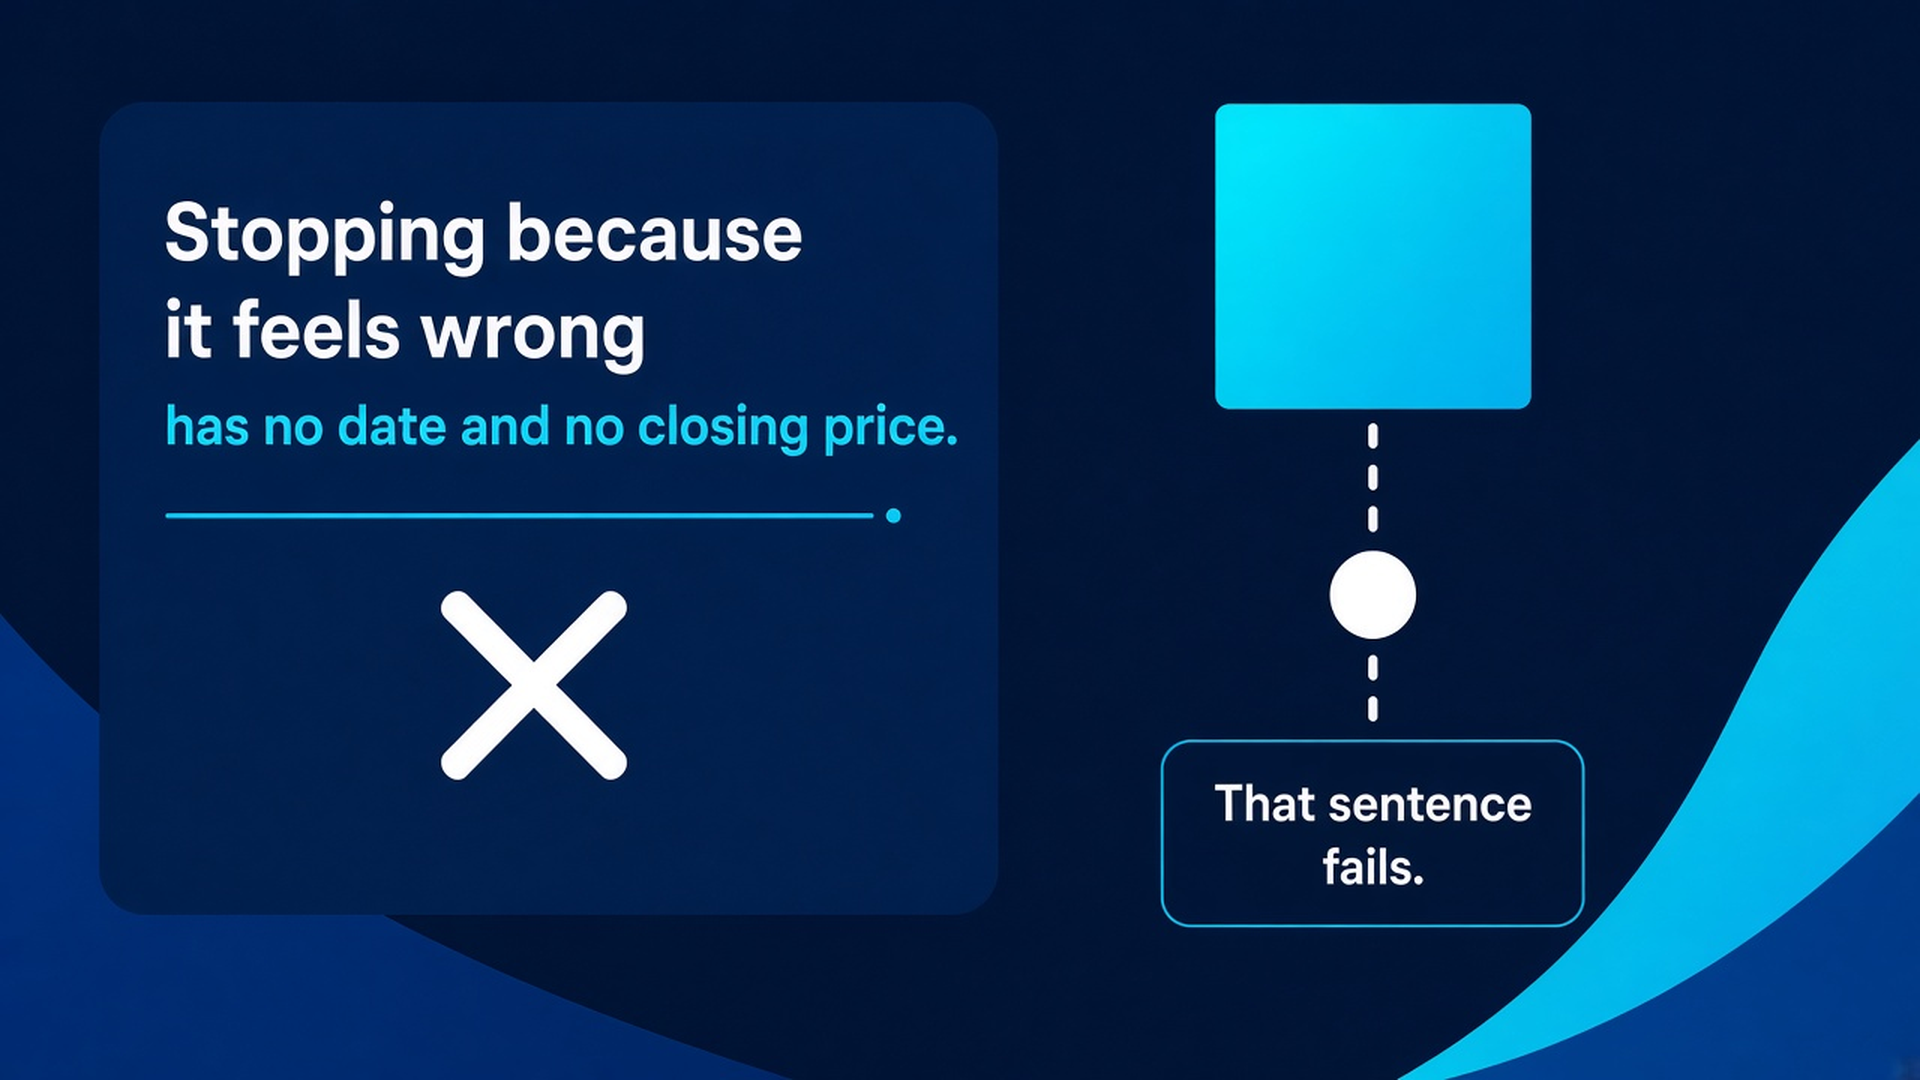 Stopping because
it feels wrong
has no date and no closing price.
That sentence
fails.